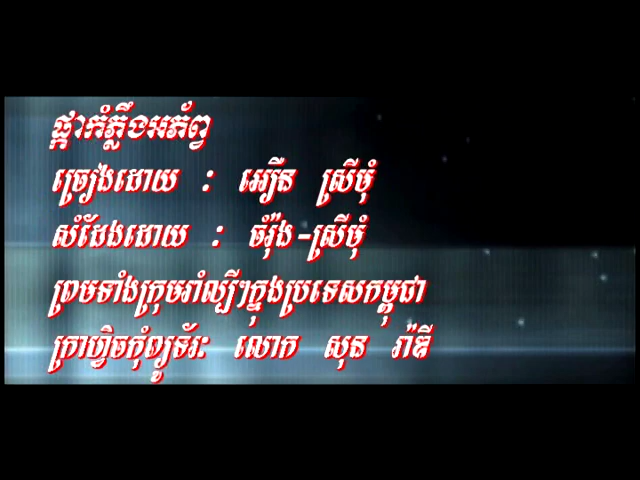 ផ្កាកំភ្លឹងអភ័ព្វ
ច្រៀងដោយ : អឿន ស្រីមុំ
សំដែងដោយ : ចំរ៉ុង-ស្រីមុំ
ព្រមទាំងក្រុមរាំល្បីៗក្នុងប្រទេសកម្ពុជា
ក្រាហ្វិចកុំព្យូទ័រ: លោក សុន រ៉ាឌី